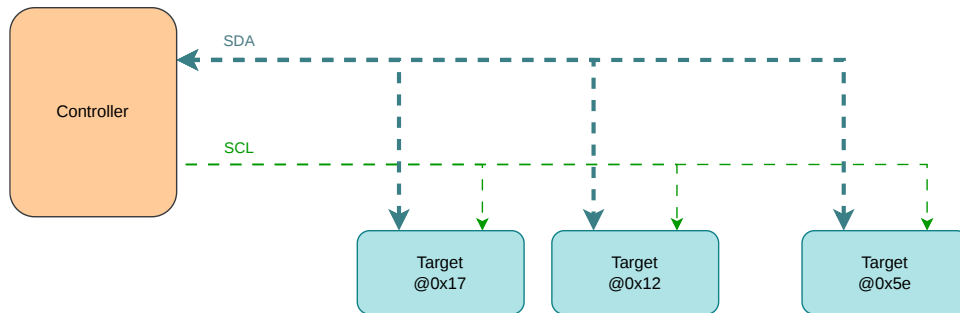 SDA
Controller
SCL
Target
@0x17
Target
@0x12
Target
@0x5e